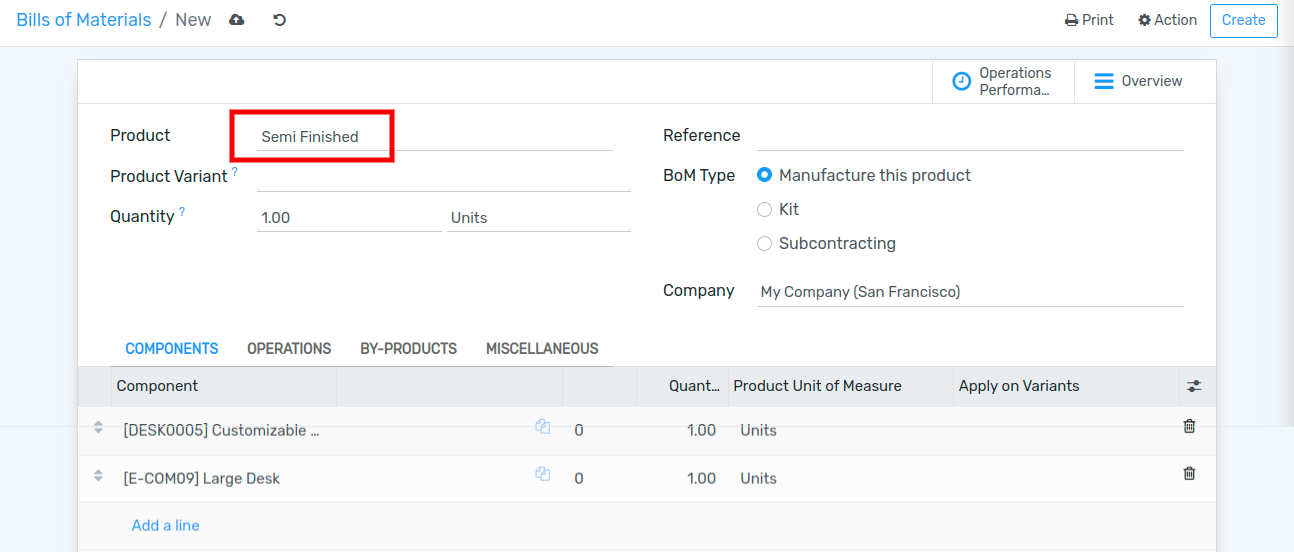 Bills of Materials / New
Print Action Create
Operations Performa... Overview
Product Semi Finished
Reference
Product Variant ?
BoM Type Manufacture this product
Quantity ? 1.00 Units
Kit
Subcontracting
Company My Company (San Francisco)
COMPONENTS OPERATIONS BY-PRODUCTS MISCELLANEOUS
Component Quant... Product Unit of Measure Apply on Variants
[DESK0005] Customizable ... 0 1.00 Units
[E-COM09] Large Desk 0 1.00 Units
Add a line